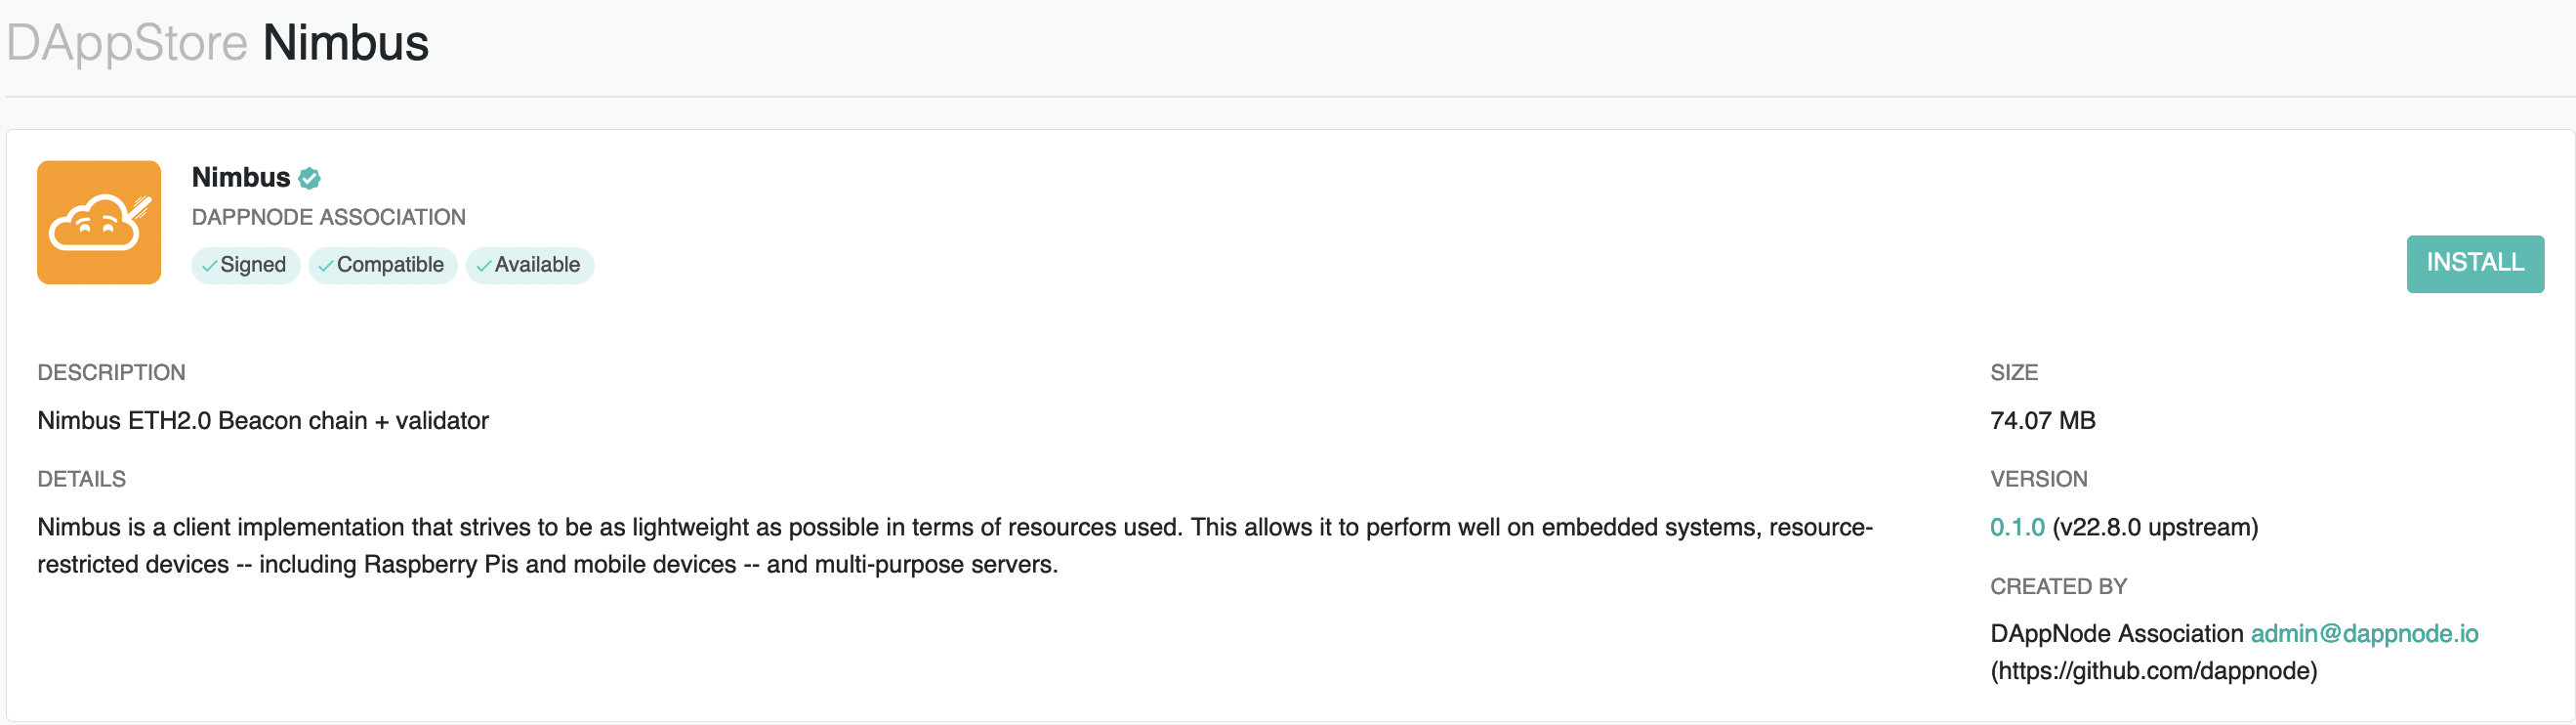 DAppStore Nimbus
Nimbus
DAPPNODE ASSOCIATION
Signed Compatible Available
INSTALL
DESCRIPTION
Nimbus ETH2.0 Beacon chain + validator
DETAILS
Nimbus is a client implementation that strives to be as lightweight as possible in terms of resources used. This allows it to perform well on embedded systems, resource-
restricted devices -- including Raspberry Pis and mobile devices -- and multi-purpose servers.
SIZE
74.07 MB
VERSION
0.1.0 (v22.8.0 upstream)
CREATED BY
DAppNode Association admin@dappnode.io
(https://github.com/dappnode)